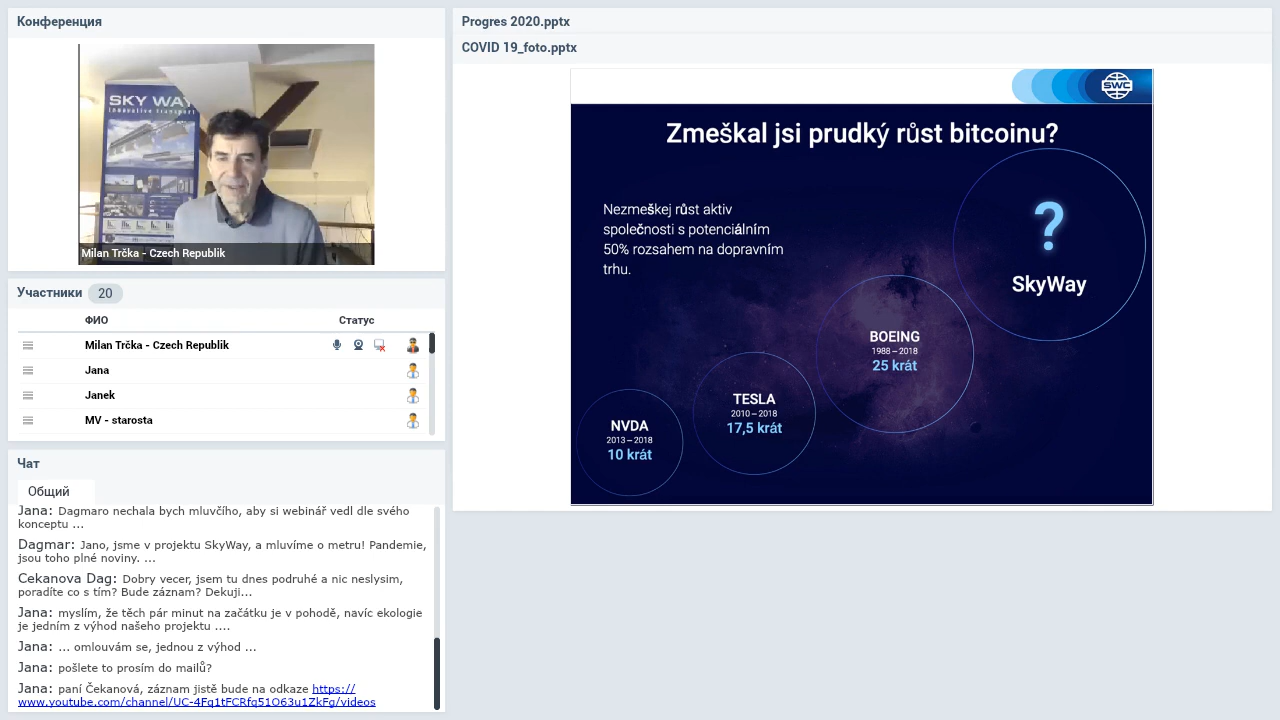 Конференция
SKY WAY
innovative transport
Milan Trčka - Czech Republik
Участники 20
ФИО Статус
Milan Trčka - Czech Republik
Jana
Janek
MV - starosta
Чат
Общий
Jana: Dagmaro nechala bych mluvčího, aby si webinář vedl dle svého
konceptu ...
Dagmar: Jano, jsme v projektu SkyWay, a mluvíme o metru! Pandemie,
jsou toho plné noviny. ...
Cekanova Dag: Dobry vecer, jsem tu dnes podruhé a nic neslysim,
poradíte co s tím? Bude záznam? Dekuji...
Jana: myslím, že těch pár minut na začátku je v pohodě, navíc ekologie
je jedním z výhod našeho projektu ....
Jana: ... omlouvám se, jednou z výhod ...
Jana: pošlete to prosím do mailů?
Jana: paní Čekanová, záznam jistě bude na odkaze https://
www.youtube.com/channel/UC-4Fq1tFCRfq51O63u1ZkFg/videos
Progres 2020.pptx
COVID 19_foto.pptx
SWC
Zmeškal jsi prudký růst bitcoinu?
Nezmeškej růst aktiv
společnosti s potenciálním
50% rozsahem na dopravním
trhu.
?
SkyWay
BOEING
1988 – 2018
25 krát
TESLA
2010 – 2018
17,5 krát
NVDA
2013 – 2018
10 krát